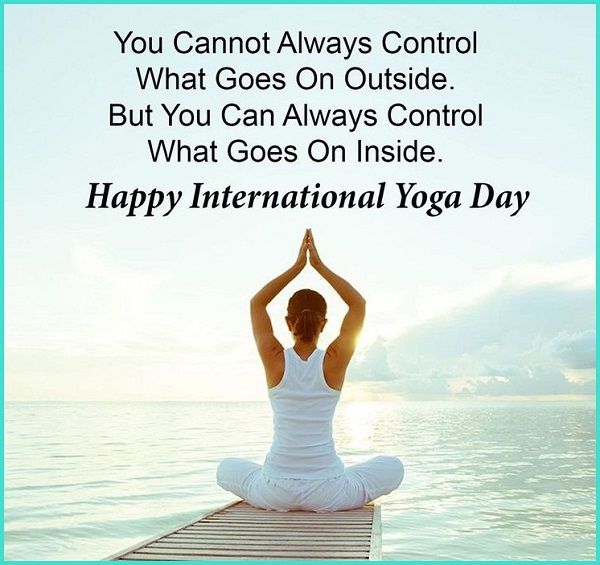 You Cannot Always Control
What Goes On Outside.
But You Can Always Control
What Goes On Inside.
Happy International Yoga Day